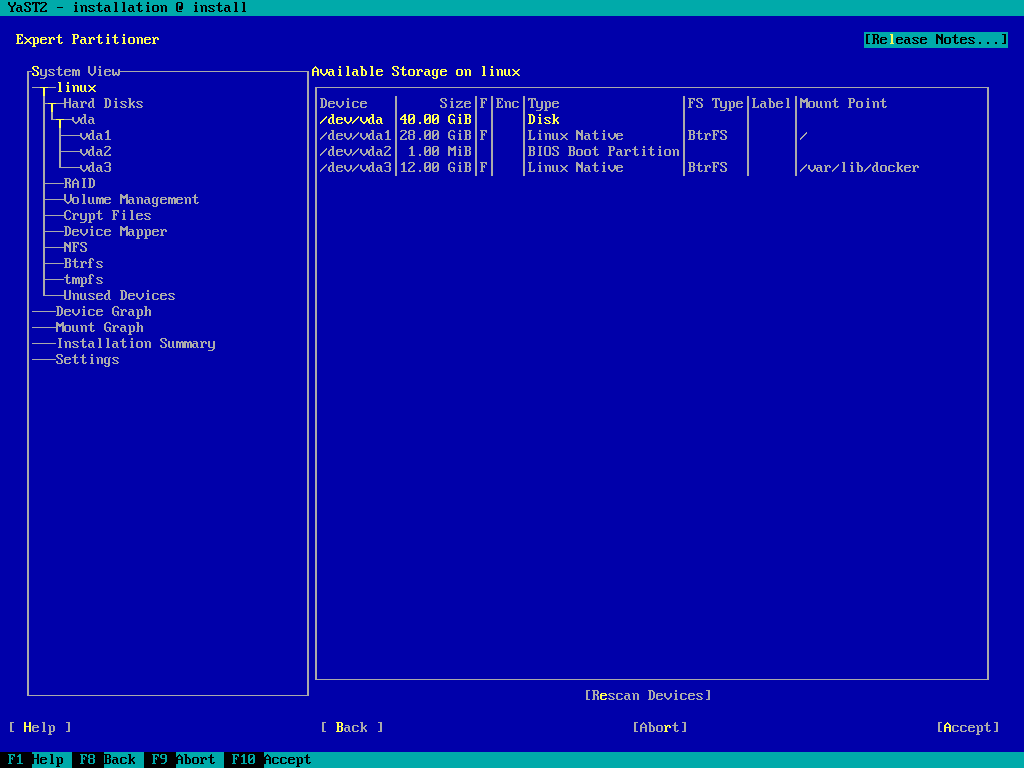 YaST2 - installation @ install
Expert Partitioner [Release Notes...]
System View Available Storage on linux
linux
Hard Disks Device | Size|F|Enc|Type |FS Type|Label|Mount Point
vda /dev/vda |40.00 GiB| | |Disk | | |
vda1 /dev/vda1|28.00 GiB|F| |Linux Native |BtrFS | |/
vda2 /dev/vda2| 1.00 MiB| | |BIOS Boot Partition| | |
vda3 /dev/vda3|12.00 GiB|F| |Linux Native |BtrFS | |/var/lib/docker
RAID
Volume Management
Crypt Files
Device Mapper
NFS
Btrfs
tmpfs
Unused Devices
Device Graph
Mount Graph
Installation Summary
Settings
[Rescan Devices]
[ Help ] [ Back ] [Abort] [Accept]
F1 Help F8 Back F9 Abort F10 Accept